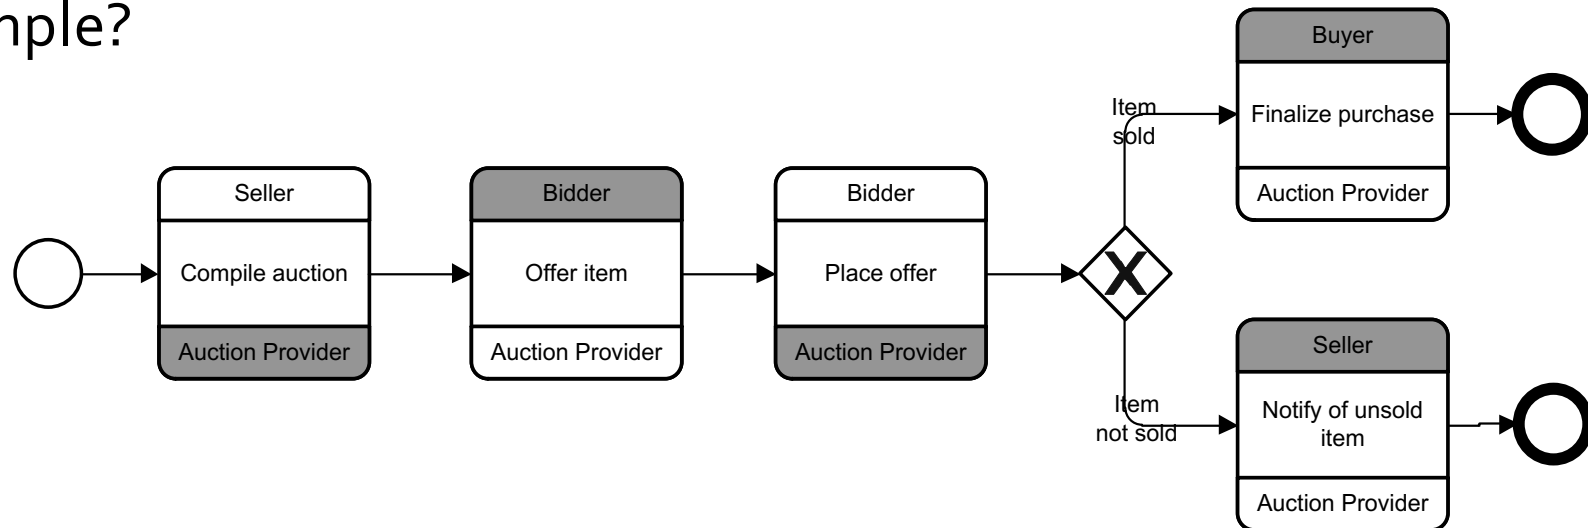 mple?
Seller
Compile auction
Auction Provider
Bidder
Offer item
Auction Provider
Bidder
Place offer
Auction Provider
X
Item
sold
Buyer
Finalize purchase
Auction Provider
Item
not sold
Seller
Notify of unsold
item
Auction Provider